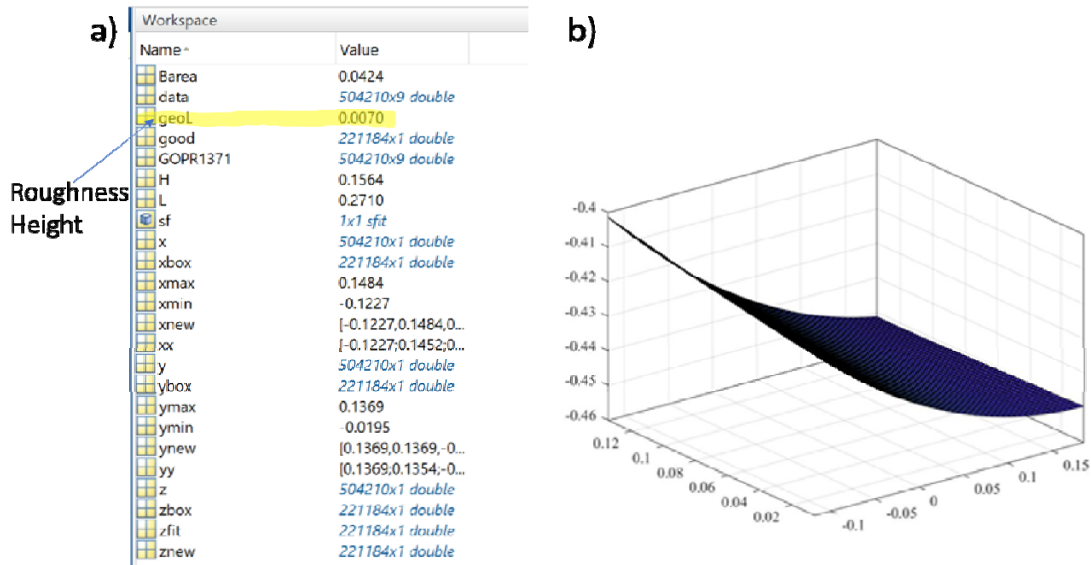 a)
Workspace
Name Value
Barea 0.0424
data 504210x9 double
geoL 0.0070
good 221184x1 double
GOPR1371 504210x9 double
H 0.1564
L 0.2710
sf 1x1 sfit
x 504210x1 double
xbox 221184x1 double
xmax 0.1484
xmin -0.1227
xnew [-0.1227,0.1484,0...
xx [-0.1227;0.1452;0...
y 504210x1 double
ybox 221184x1 double
ymax 0.1369
ymin -0.0195
ynew [0.1369,0.1369,-0...
yy [0.1369;0.1354;-0...
z 504210x1 double
zbox 221184x1 double
zfit 221184x1 double
znew 221184x1 double
Roughness
Height
b)
-0.4
-0.41
-0.42
-0.43
-0.44
-0.45
-0.46
0.12
0.1
0.08
0.06
0.04
0.02
-0.1
-0.05
0
0.05
0.1
0.15